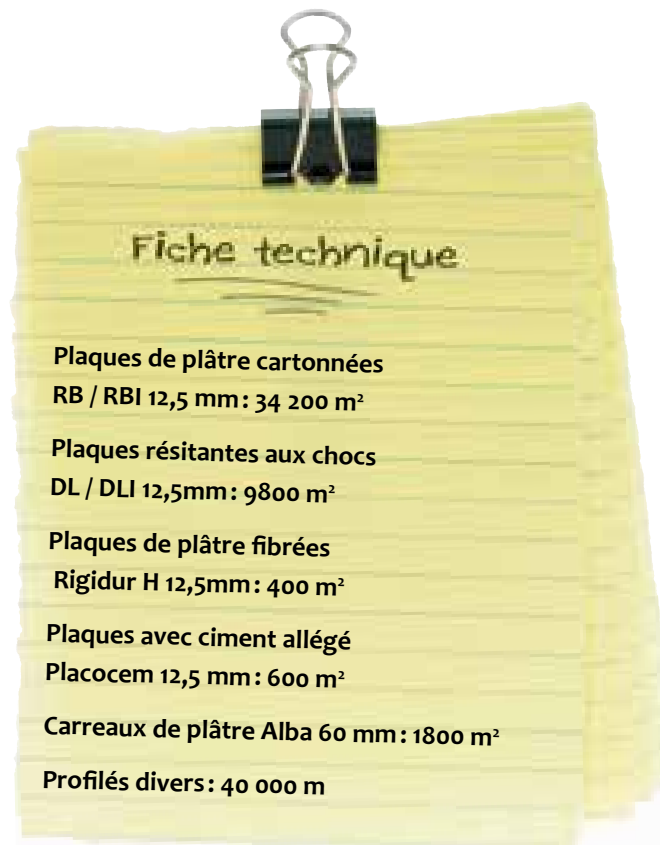 Fiche technique
Plaques de plâtre cartonnées
RB / RBI 12,5 mm : 34 200 m²
Plaques résitantes aux chocs
DL / DLI 12,5mm : 9800 m²
Plaques de plâtre fibrées
Rigidur H 12,5mm : 400 m²
Plaques avec ciment allégé
Placocem 12,5 mm : 600 m²
Carreaux de plâtre Alba 60 mm : 1800 m²
Profilés divers : 40 000 m